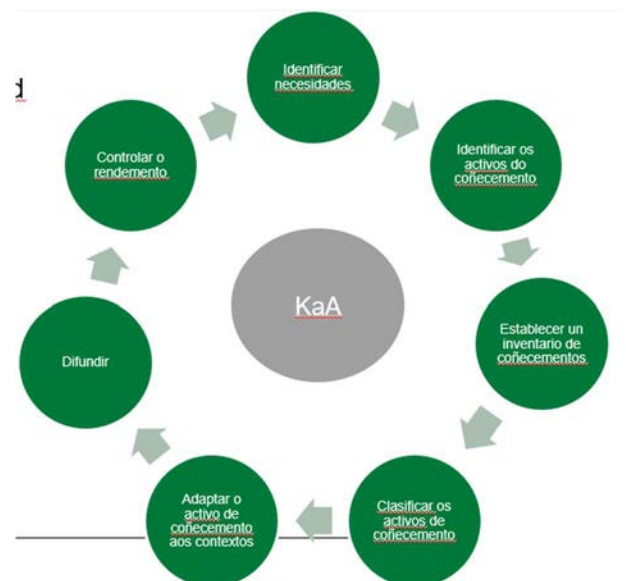 d
Identificar
necesidades
Identificar os
activos do
coñecemento
Establecer un
inventario de
coñecementos
Clasificar os
activos de
coñecemento
Adaptar o
activo de
coñecemento
aos contextos
Difundir
Controlar o
rendemento
KaA